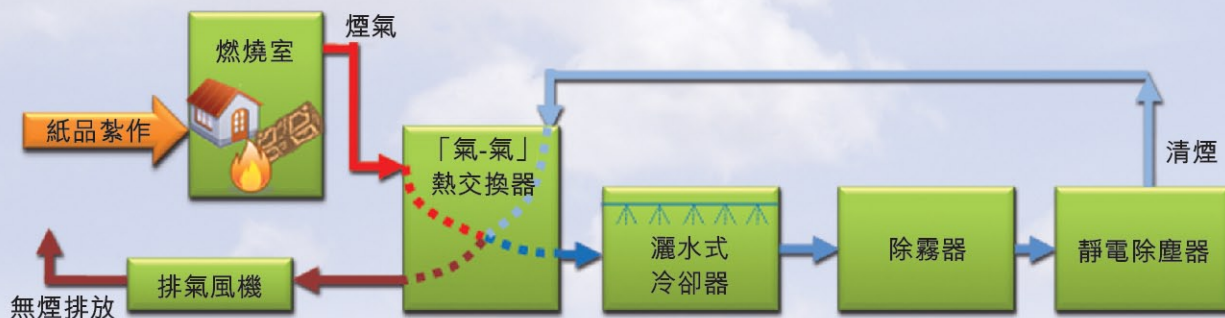 燃燒室
煙氣
紙品紮作
「氣-氣」
熱交換器
清煙
灑水式
冷卻器
除霧器
靜電除塵器
排氣風機
無煙排放